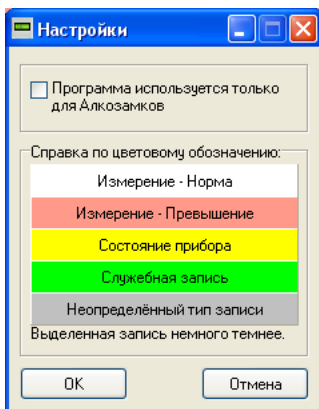 Настройки
Программа используется только
для Алкозамков
Справка по цветовому обозначению:
Измерение - Норма
Измерение - Превышение
Состояние прибора
Служебная запись
Неопределённый тип записи
Выделенная запись немного темнее.
OK
Отмена